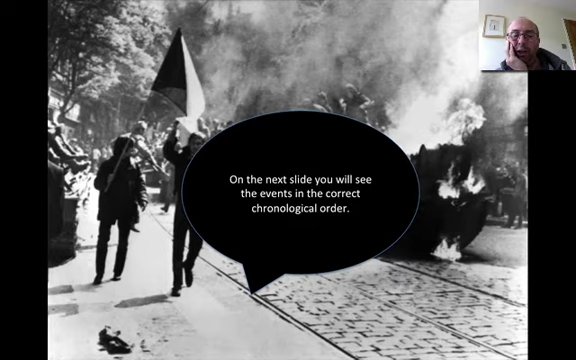 On the next slide you will see
the events in the correct
chronological order.